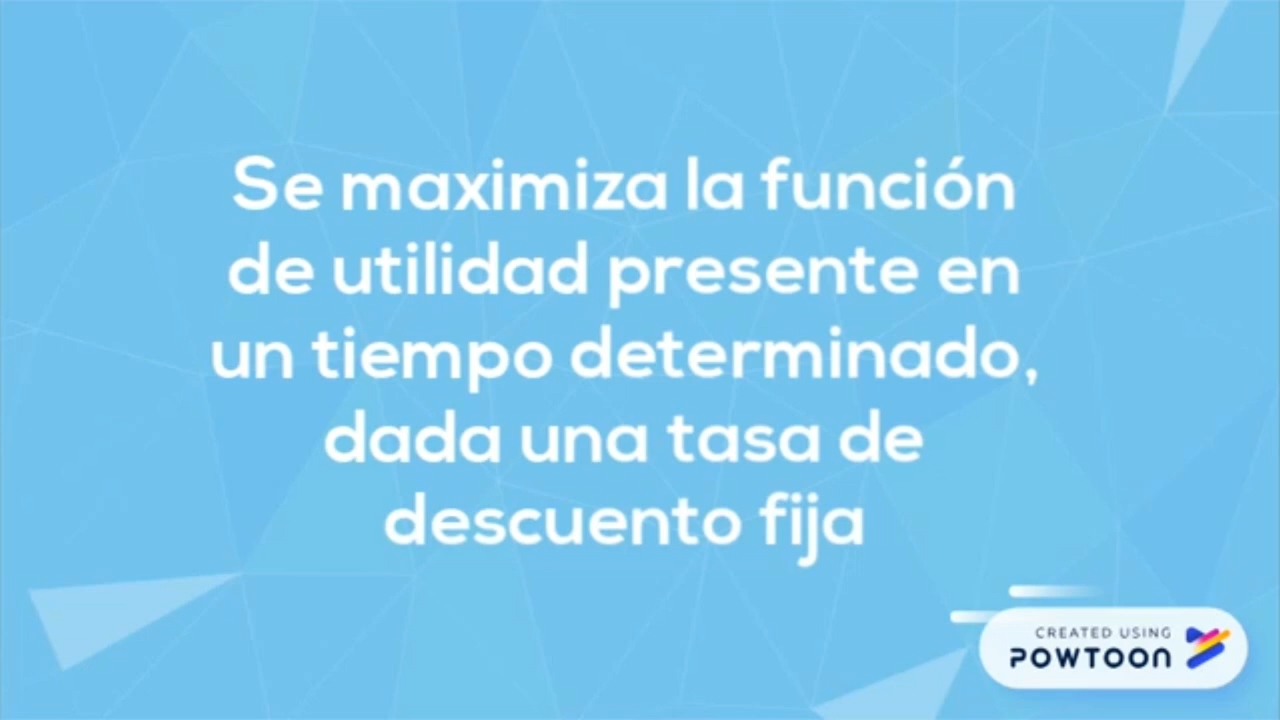 Se maximiza la función
de utilidad presente en
un tiempo determinado,
dada una tasa de
descuento fija
CREATED USING
POWTOON